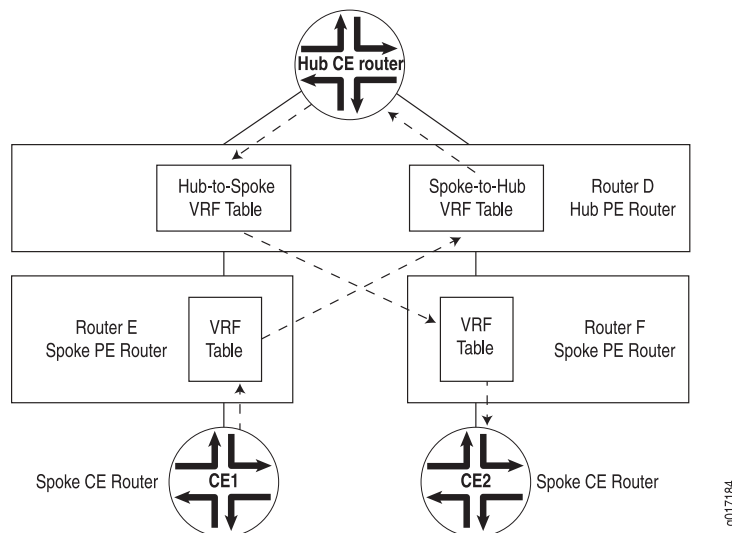 Hub CE router
Hub-to-Spoke
VRF Table
Spoke-to-Hub
VRF Table
Router D
Hub PE Router
Router E
Spoke PE Router
VRF
Table
VRF
Table
Router F
Spoke PE Router
Spoke CE Router
CE1
CE2
Spoke CE Router
g017184